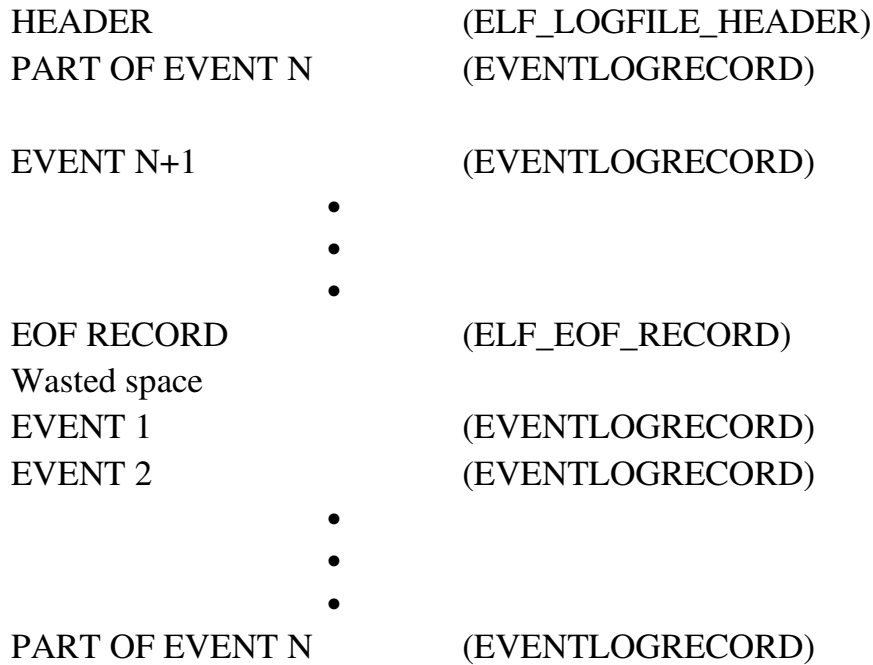 HEADER (ELF_LOGFILE_HEADER)
PART OF EVENT N (EVENTLOGRECORD)
EVENT N+1 (EVENTLOGRECORD)
•
•
•
EOF RECORD (ELF_EOF_RECORD)
Wasted space
EVENT 1 (EVENTLOGRECORD)
EVENT 2 (EVENTLOGRECORD)
•
•
•
PART OF EVENT N (EVENTLOGRECORD)